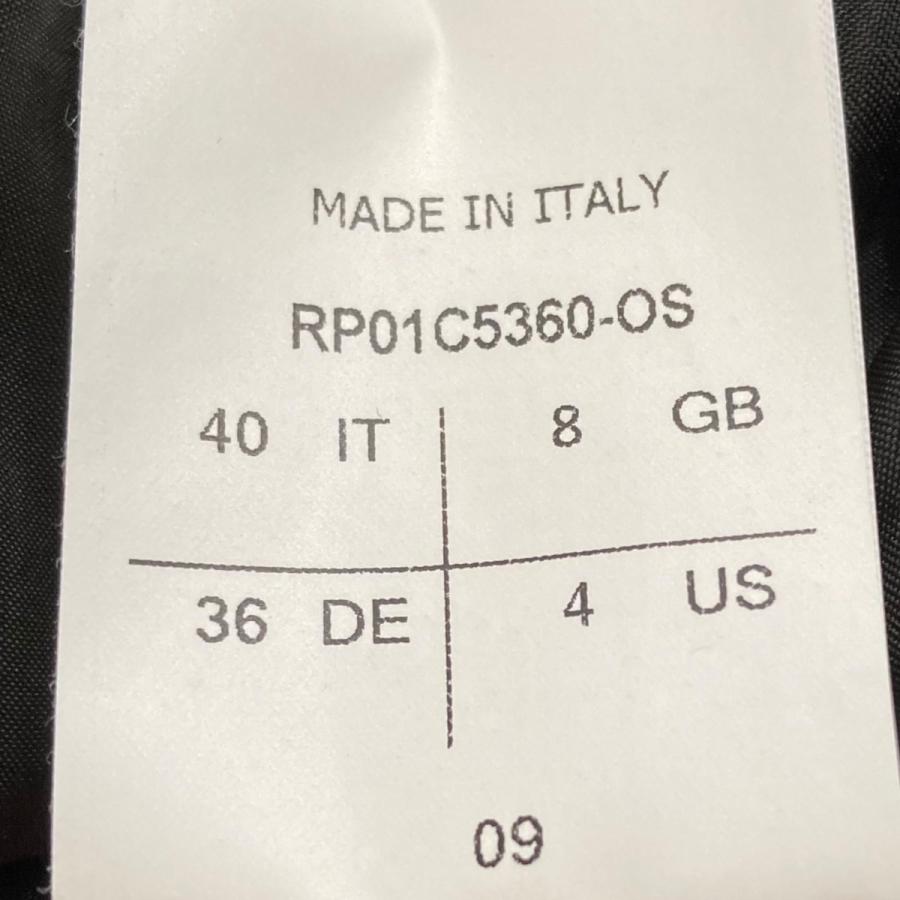 MADE IN ITALY
RP01C5360-OS
40 IT 8 GB
36 DE 4 US
09